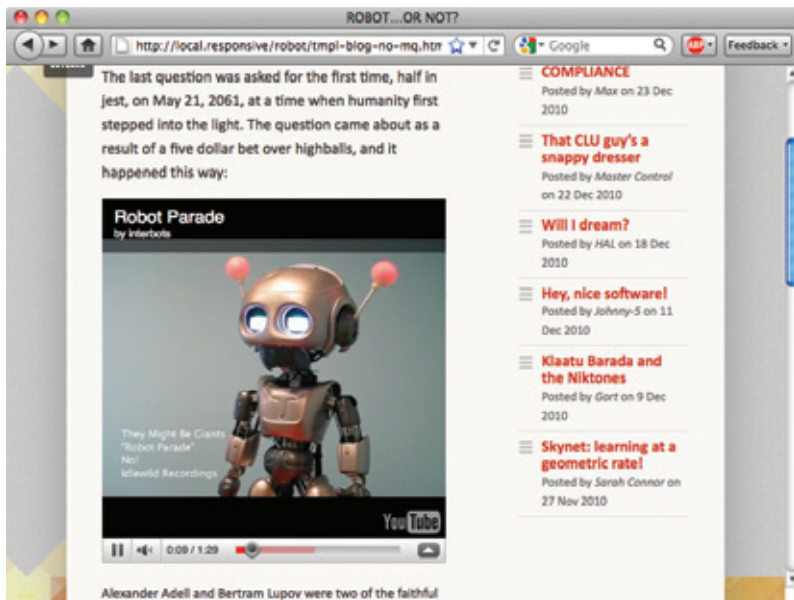 ROBOT...OR NOT?
http://local.responsive/robot/tmpl-blog-no-mq.htm
Google
ABP
Feedback
The last question was asked for the first time, half in
jest, on May 21, 2061, at a time when humanity first
stepped into the light. The question came about as a
result of a five dollar bet over highballs, and it
happened this way:
Robot Parade
by interbots
They Might Be Giants
"Robot Parade"
No!
Idlewild Recordings
YouTube
0:09 / 1:29
Alexander Adell and Bertram Lupov were two of the faithful
COMPLIANCE
Posted by Max on 23 Dec
2010
That CLU guy's a
snappy dresser
Posted by Master Control
on 22 Dec 2010
Will I dream?
Posted by HAL on 18 Dec
2010
Hey, nice software!
Posted by Johnny-5 on 11
Dec 2010
Klaatu Barada and
the Niktones
Posted by Gort on 9 Dec
2010
Skynet: learning at a
geometric rate!
Posted by Sarah Connor on
27 Nov 2010